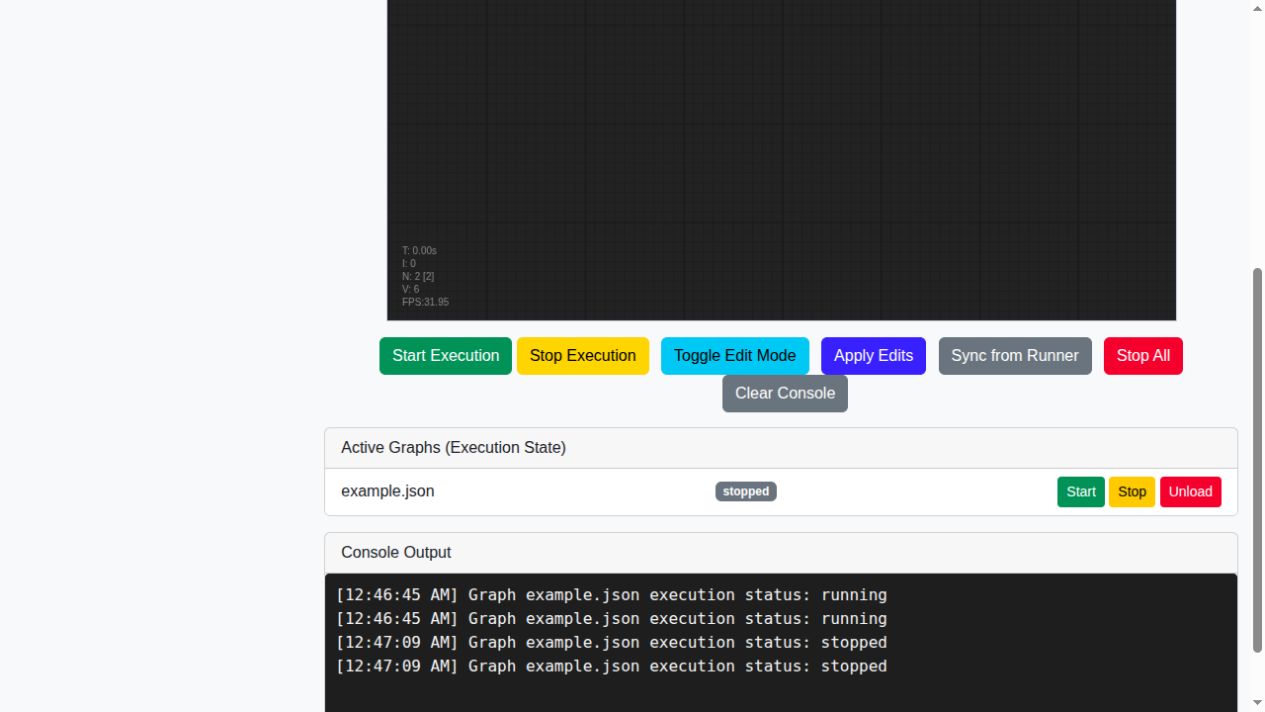 T: 0.00s
I: 0
N: 2 [2]
V: 6
FPS:31.95
Start Execution Stop Execution Toggle Edit Mode Apply Edits Sync from Runner Stop All
Clear Console
Active Graphs (Execution State)
example.json stopped Start Stop Unload
Console Output
[12:46:45 AM] Graph example.json execution status: running
[12:46:45 AM] Graph example.json execution status: running
[12:47:09 AM] Graph example.json execution status: stopped
[12:47:09 AM] Graph example.json execution status: stopped